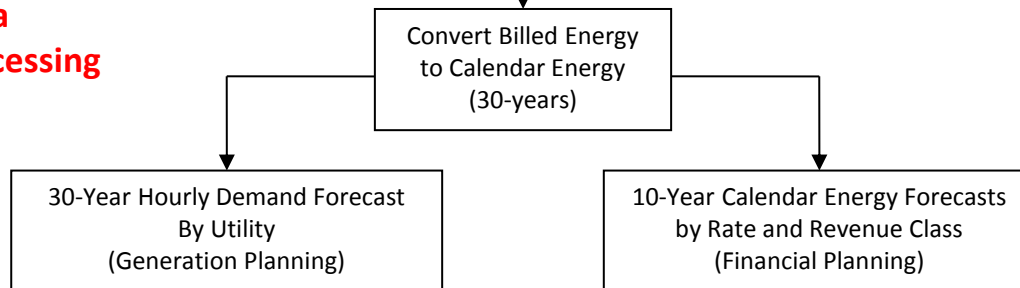 a
cessing
Convert Billed Energy
to Calendar Energy
(30-years)
30-Year Hourly Demand Forecast
By Utility
(Generation Planning)
10-Year Calendar Energy Forecasts
by Rate and Revenue Class
(Financial Planning)